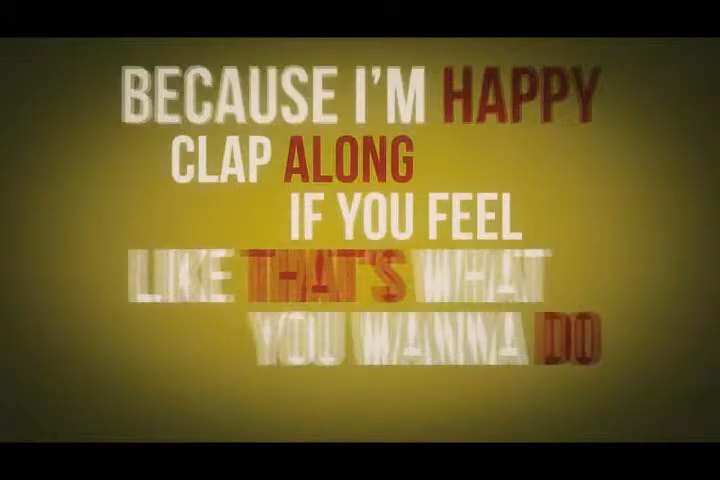 BECAUSE I'M HAPPY
CLAP ALONG
IF YOU FEEL
LIKE THAT'S WHAT
YOU WANNA DO